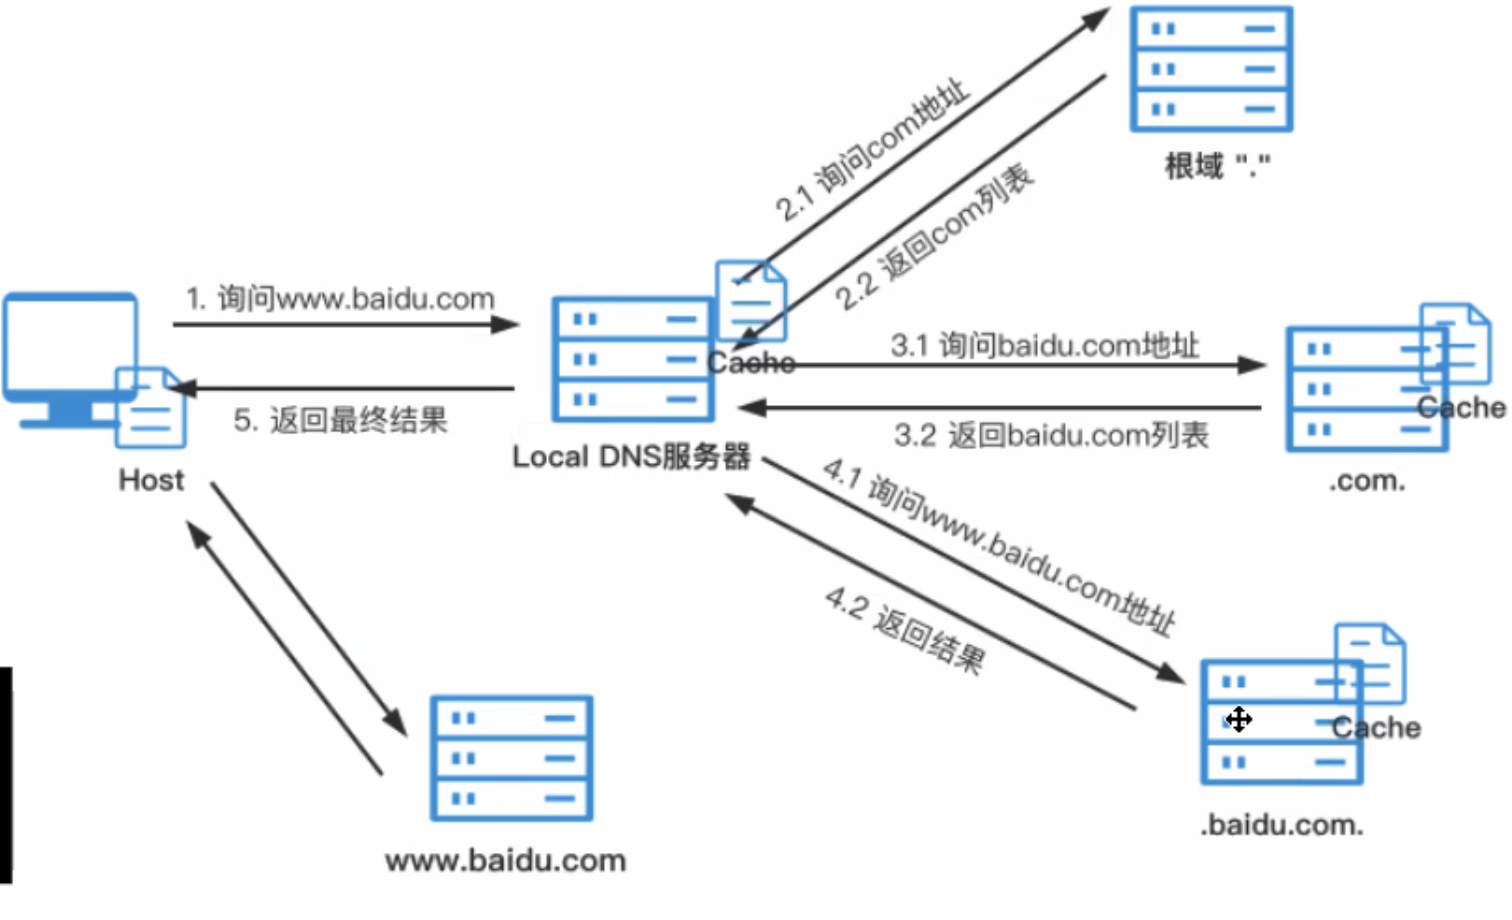 2.1 询问com地址
根域 "."
2.2 返回com列表
1. 询问www.baidu.com
Cache
3.1 询问baidu.com地址
Cache
5. 返回最终结果
3.2 返回baidu.com列表
Local DNS服务器
Host
.com.
4.1 询问www.baidu.com地址
4.2 返回结果
Cache
.baidu.com.
www.baidu.com